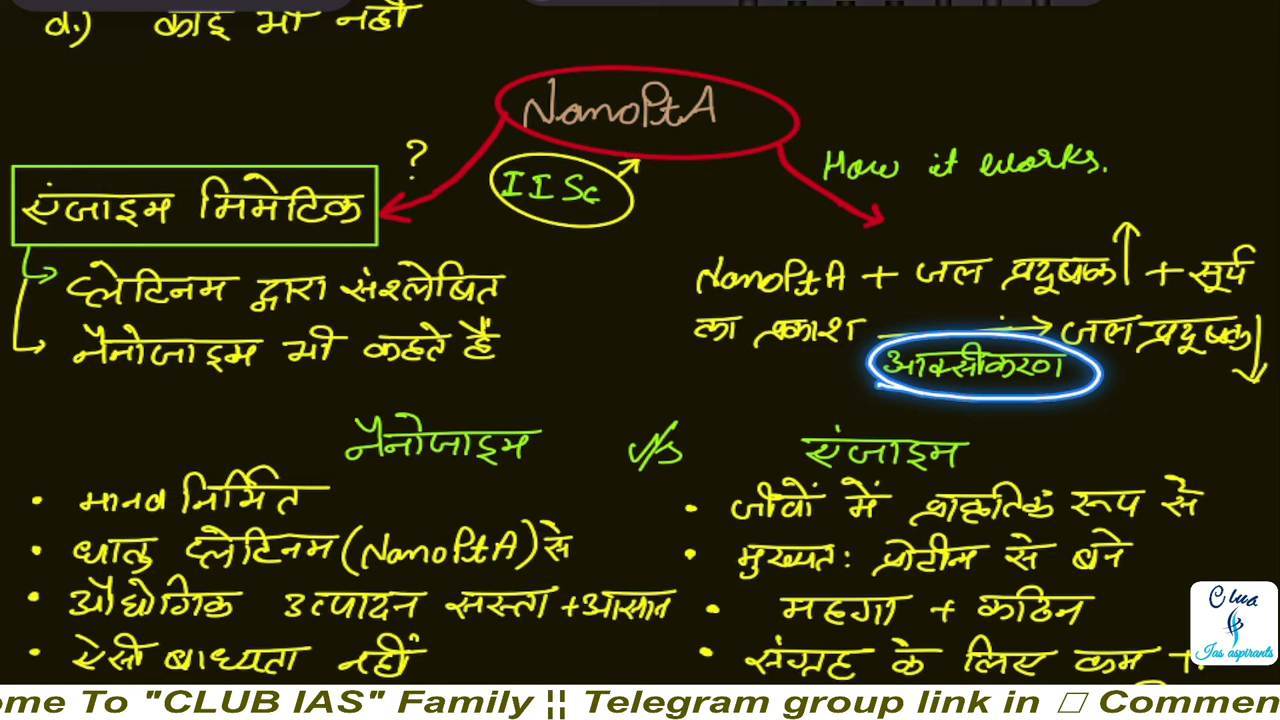 d.) कोई भी नहीं
NanoPtA
IISc
?
How it works.
एंजाइम मिमेटिक
प्लेटिनम द्वारा संश्लेषित
नैनोजाइम भी कहते हैं
NanoPtA + जल प्रदूषक ↑ + सूर्य
का प्रकाश → जल प्रदूषक ↓
आक्सीकरण
नैनोजाइम v/s एंजाइम
• मानव निर्मित
• धातु प्लेटिनम (NanoPtA) से
• औधोगिक उत्पादन सस्ता + आसान
• ऐसी बाध्यता नहीं
• जीवों में प्राकृतिक रूप से
• मुख्यत: प्रोटीन से बने
• महगा + कठिन
• संग्रह के लिए कम
Club
Ias aspirants
ome To "CLUB IAS" Family ¦¦ Telegram group link in □ Commen